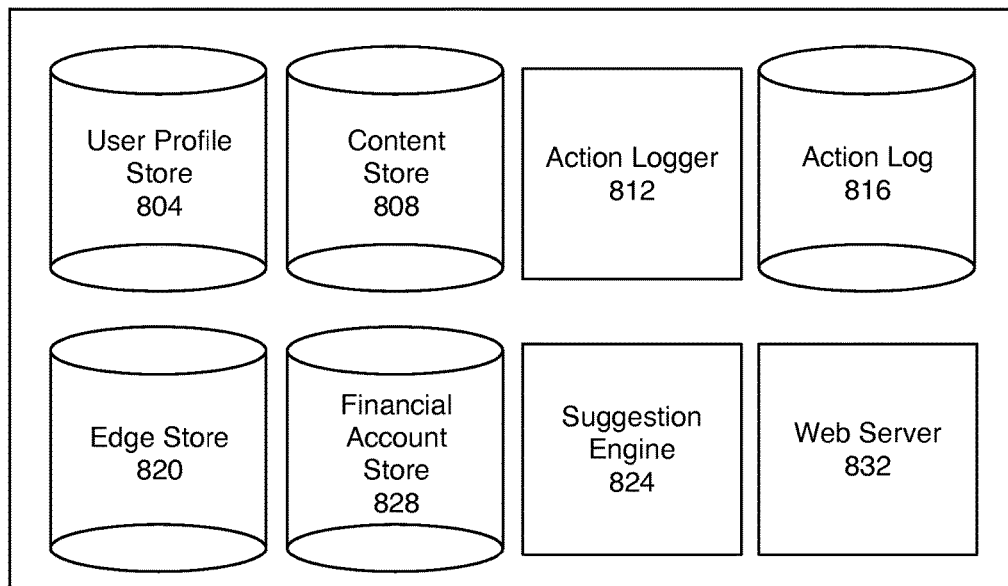 User Profile
Store
804
Content
Store
808
Action Logger
812
Action Log
816
Edge Store
820
Financial
Account
Store
828
Suggestion
Engine
824
Web Server
832